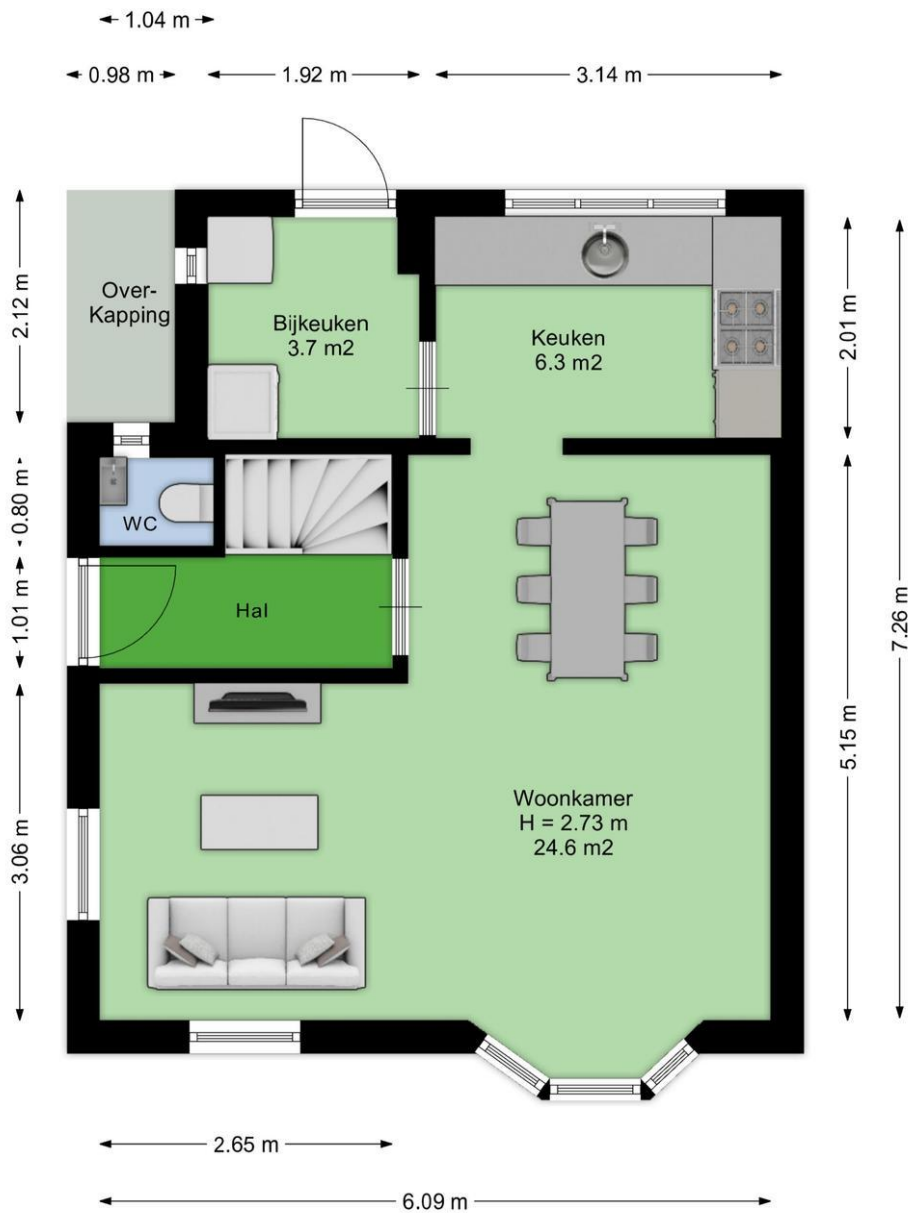 1.04 m
0.98 m
1.92 m
3.14 m
2.12 m
Over-
Kapping
Bijkeuken
3.7 m2
Keuken
6.3 m2
2.01 m
0.80 m
WC
1.01 m
Hal
7.26 m
3.06 m
Woonkamer
H = 2.73 m
24.6 m2
5.15 m
2.65 m
6.09 m